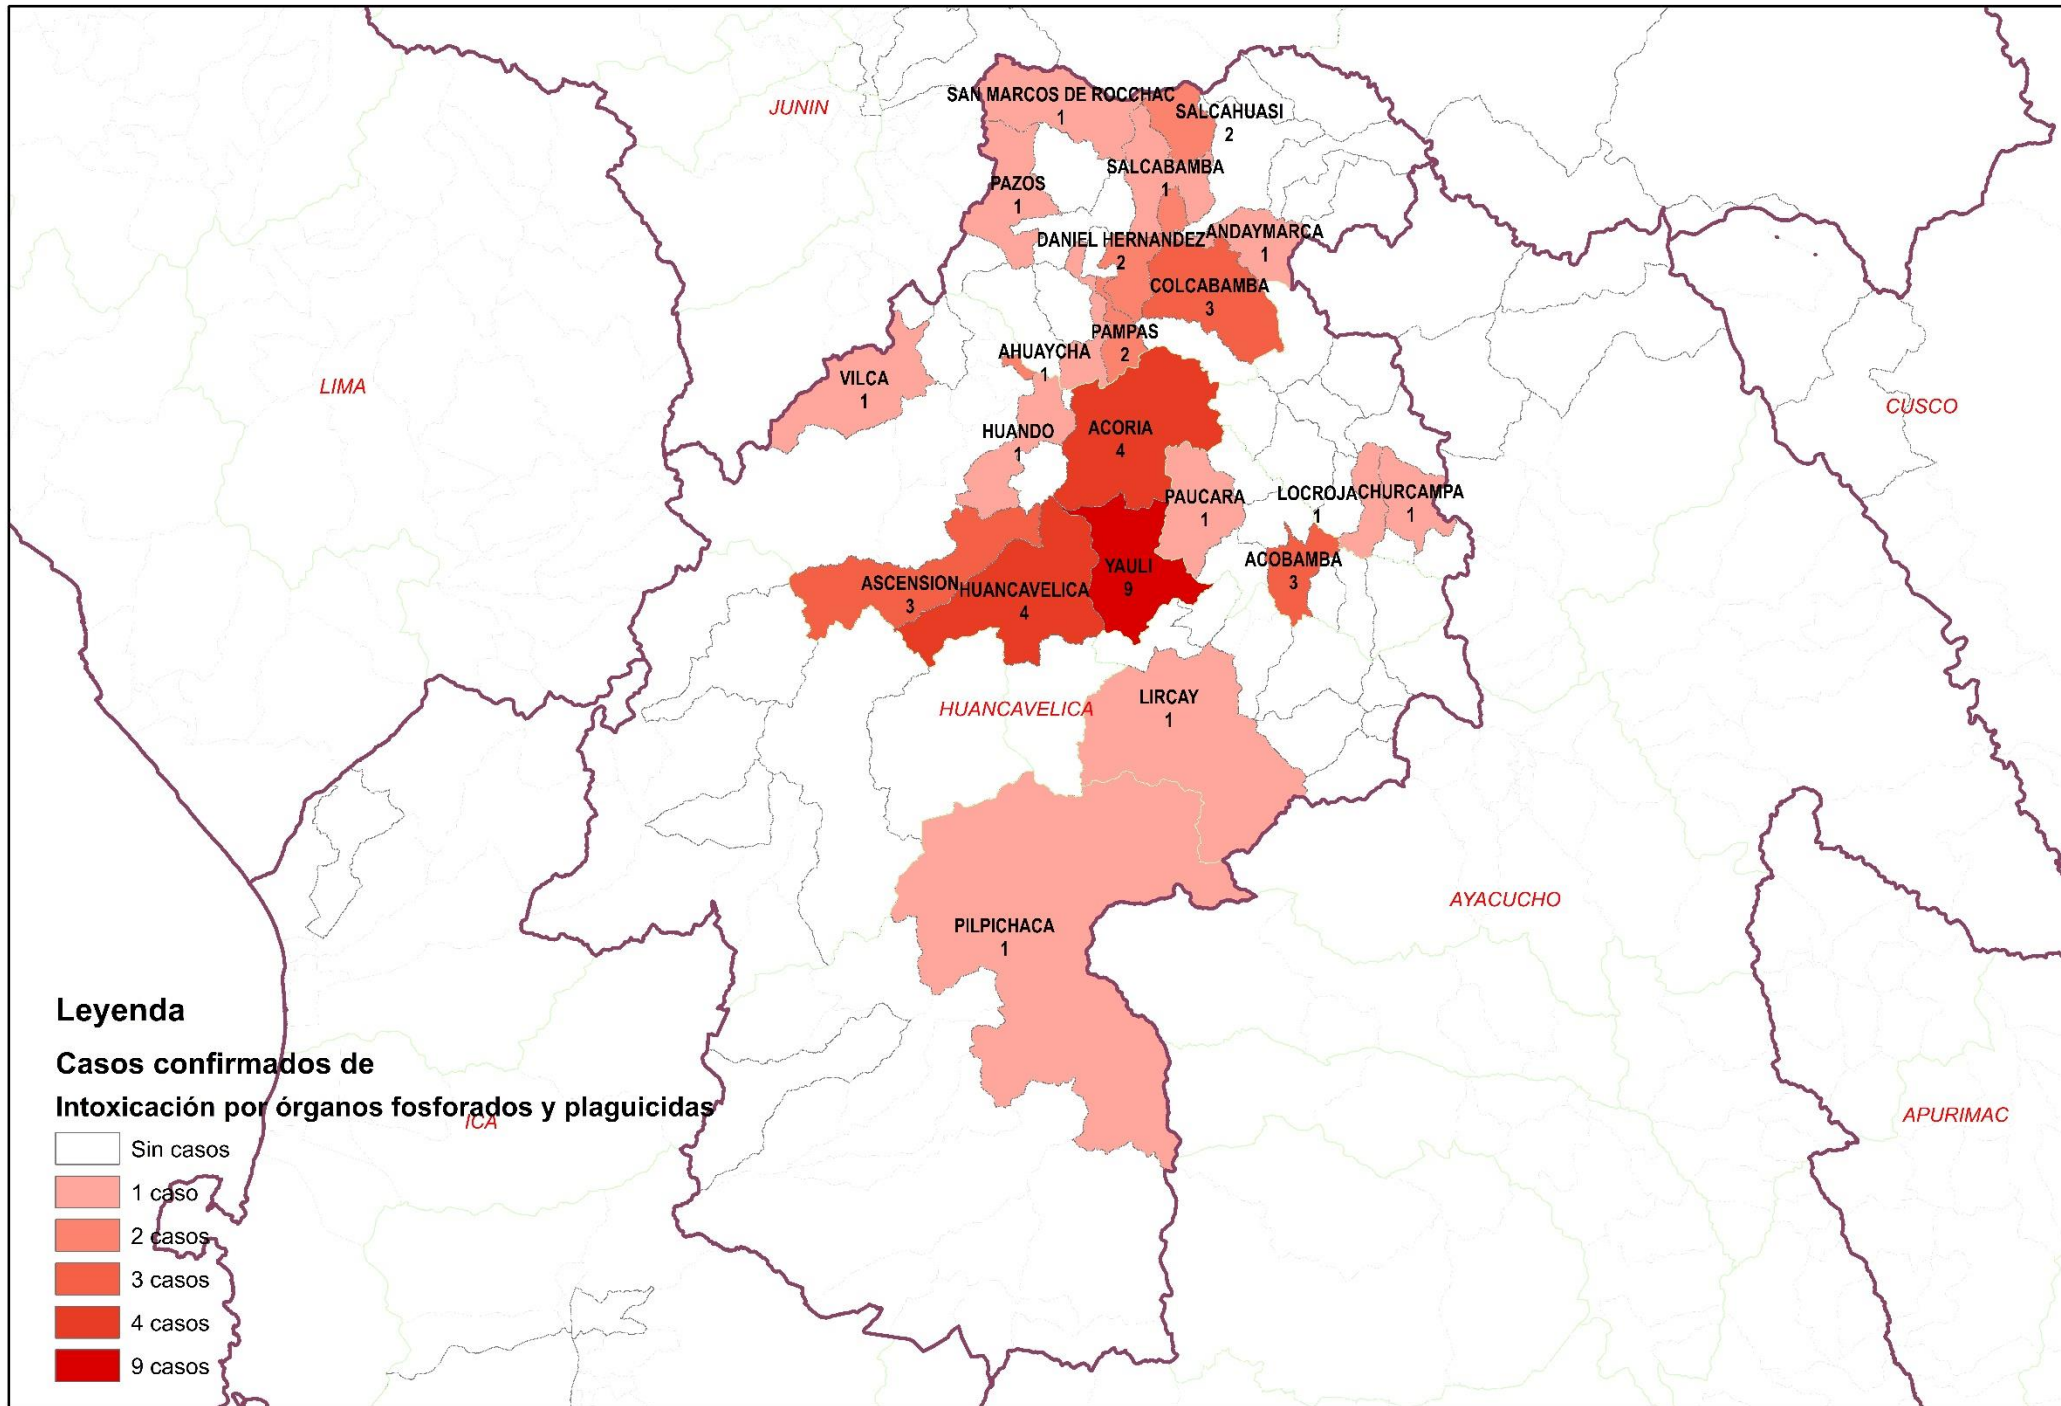 JUNIN
SAN MARCOS DE ROCCHAC
1
SALCAHUASI
2
SALCABAMBA
1
PAZOS
1
DANIEL HERNANDEZ
2
ANDAYMARCA
1
COLCABAMBA
3
PAMPAS
2
AHUAYCHA
1
VILCA
1
LIMA
CUSCO
HUANDO
1
ACORIA
4
PAUCARA
1
LOCROJA
1
CHURCAMPA
1
ACOBAMBA
3
YAULI
9
ASCENSION
3
HUANCAVELICA
4
LIRCAY
1
HUANCAVELICA
AYACUCHO
PILPICHACA
1
APURIMAC
ICA
Leyenda
Casos confirmados de
Intoxicación por órganos fosforados y plaguicidas
Sin casos
1 caso
2 casos
3 casos
4 casos
9 casos